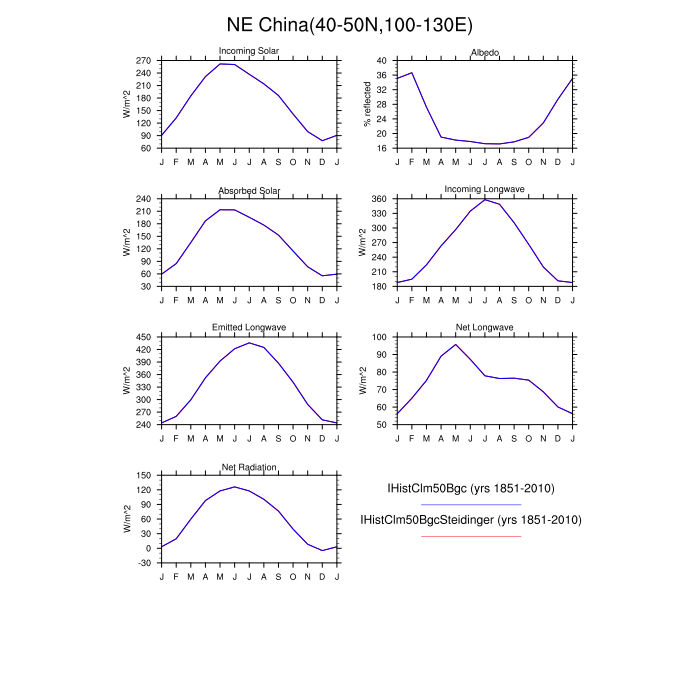 NE China(40-50N,100-130E)
Incoming Solar
W/m^2
270
240
210
180
150
120
90
60
J F M A M J J A S O N D J
Albedo
% reflected
40
36
32
28
24
20
16
J F M A M J J A S O N D J
Absorbed Solar
W/m^2
240
210
180
150
120
90
60
30
J F M A M J J A S O N D J
Incoming Longwave
W/m^2
360
330
300
270
240
210
180
J F M A M J J A S O N D J
Emitted Longwave
W/m^2
450
420
390
360
330
300
270
240
J F M A M J J A S O N D J
Net Longwave
W/m^2
100
90
80
70
60
50
J F M A M J J A S O N D J
Net Radiation
W/m^2
150
120
90
60
30
0
-30
J F M A M J J A S O N D J
IHistClm50Bgc (yrs 1851-2010)
IHistClm50BgcSteidinger (yrs 1851-2010)